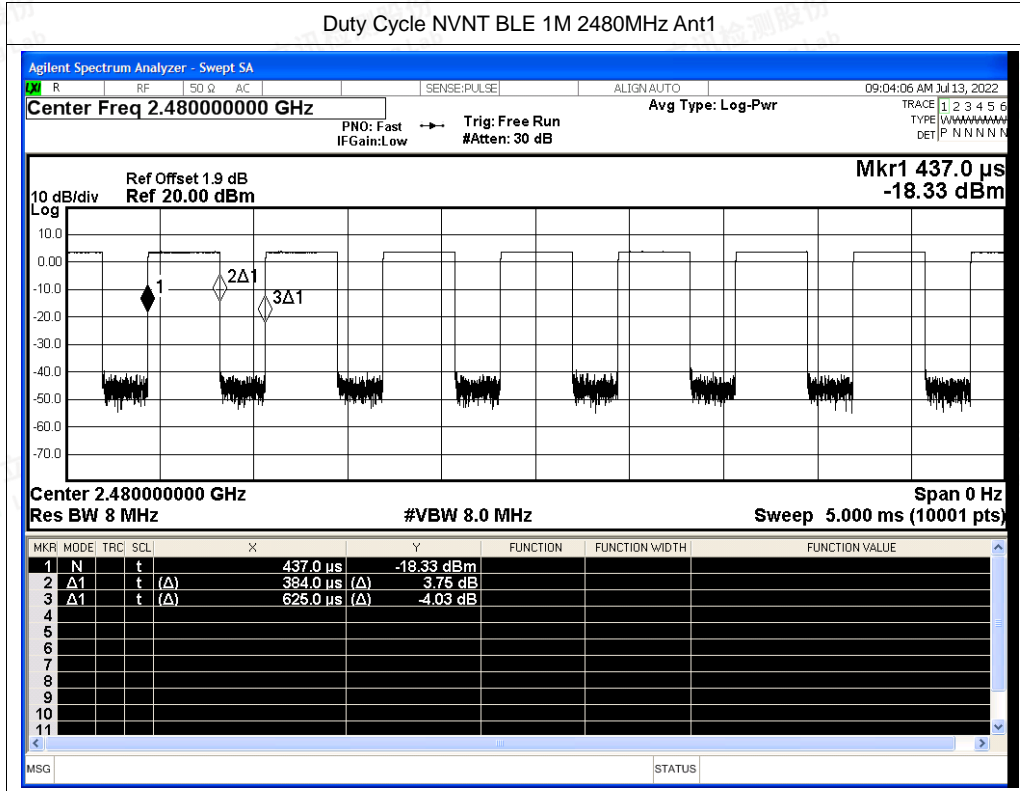 Duty Cycle NVNT BLE 1M 2480MHz Ant1
Agilent Spectrum Analyzer - Swept SA
LXI R RF 50 Ω AC SENSE:PULSE ALIGN AUTO 09:04:06 AM Jul 13, 2022
Center Freq 2.480000000 GHz Avg Type: Log-Pwr TRACE 1 2 3 4 5 6
PNO: Fast Trig: Free Run TYPE
IFGain:Low #Atten: 30 dB DET P N N N N N
Mkr1 437.0 µs
Ref Offset 1.9 dB
10 dB/div Ref 20.00 dBm -18.33 dBm
Log
10.0
0.00
-10.0
-20.0
-30.0
-40.0
-50.0
-60.0
-70.0
1
2Δ1
3Δ1
Center 2.480000000 GHz Span 0 Hz
Res BW 8 MHz #VBW 8.0 MHz Sweep 5.000 ms (10001 pts)
MKR MODE TRC SCL X Y FUNCTION FUNCTION WIDTH FUNCTION VALUE
1 N t 437.0 µs -18.33 dBm
2 Δ1 t (Δ) 384.0 µs (Δ) 3.75 dB
3 Δ1 t (Δ) 625.0 µs (Δ) -4.03 dB
4
5
6
7
8
9
10
11
MSG STATUS